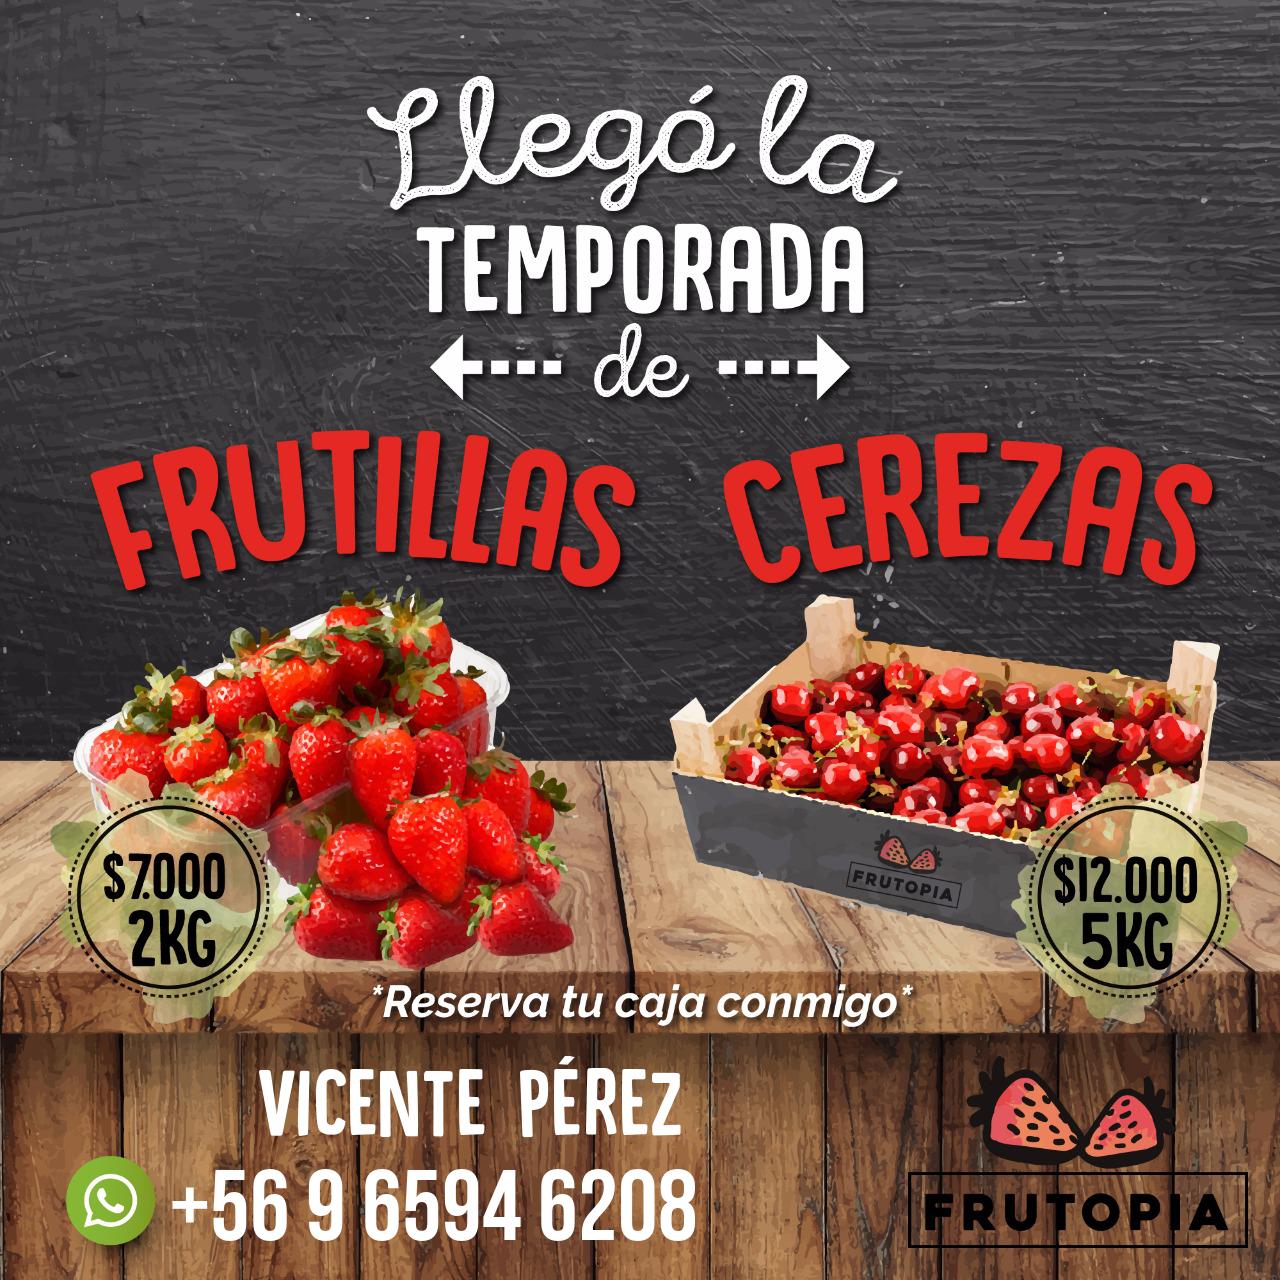 Llegó la
TEMPORADA
de
FRUTILLAS CEREZAS
$7.000
2KG
FRUTOPIA
$12.000
5KG
*Reserva tu caja conmigo*
VICENTE PÉREZ
+56 9 6594 6208
FRUTOPIA